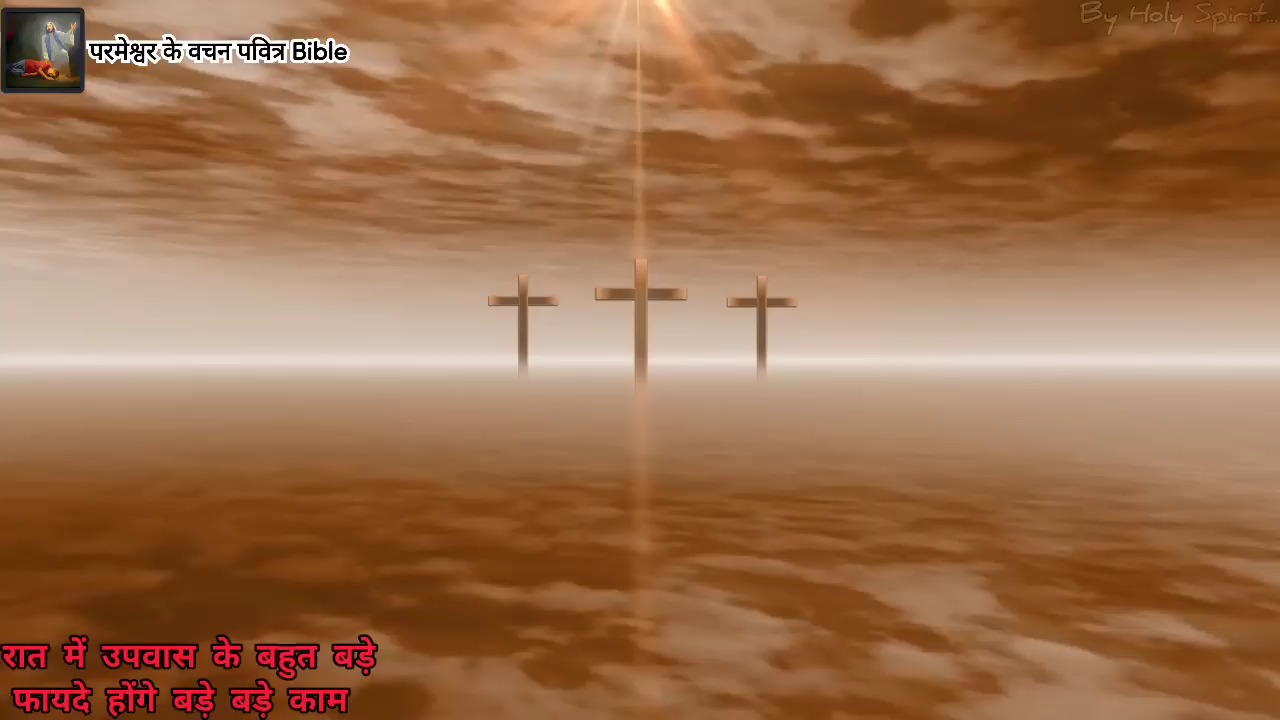 By Holy Spirit...
परमेश्वर के वचन पवित्र Bible
रात में उपवास के बहुत बड़े
फायदे होंगे बड़े बड़े काम